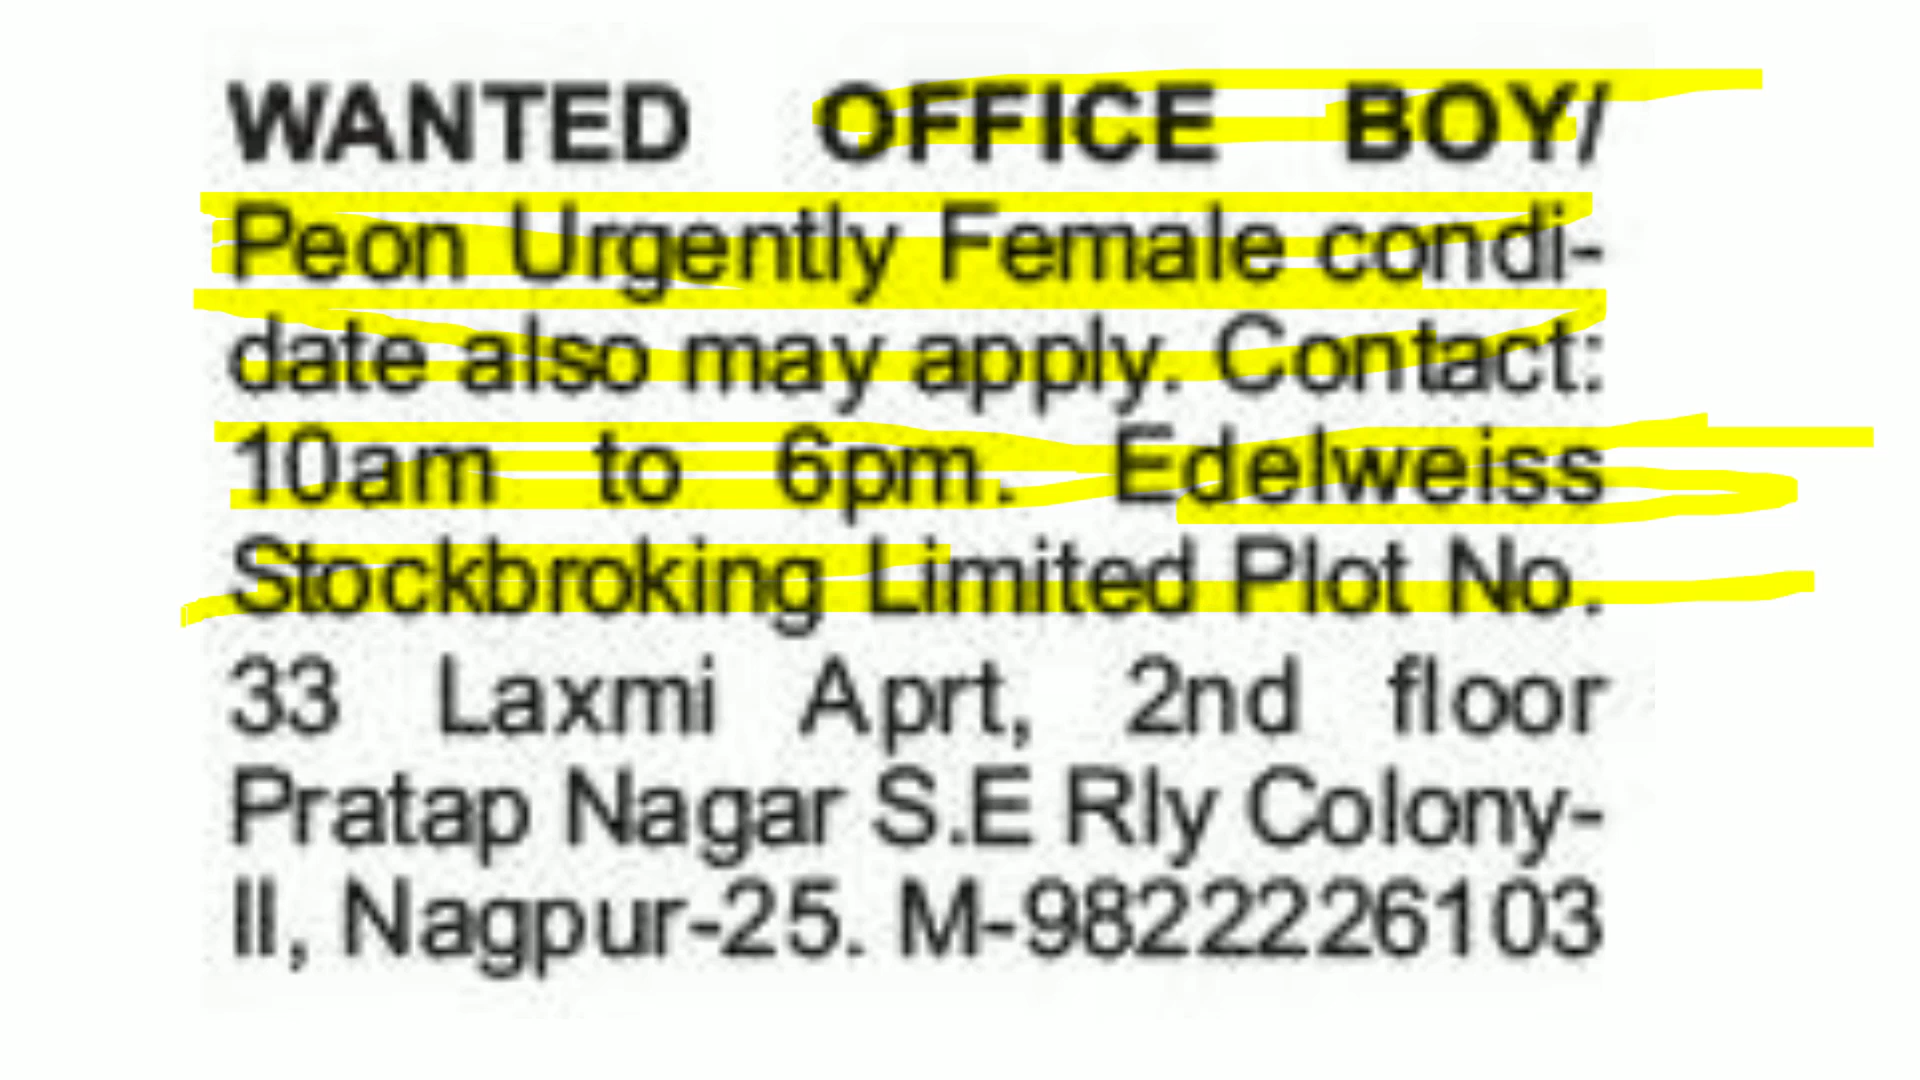 WANTED OFFICE BOY/
Peon Urgently Female condi-
date also may apply. Contact:
10am to 6pm. Edelweiss
Stockbroking Limited Plot No.
33 Laxmi Aprt, 2nd floor
Pratap Nagar S.E Rly Colony-
II, Nagpur-25. M-9822226103